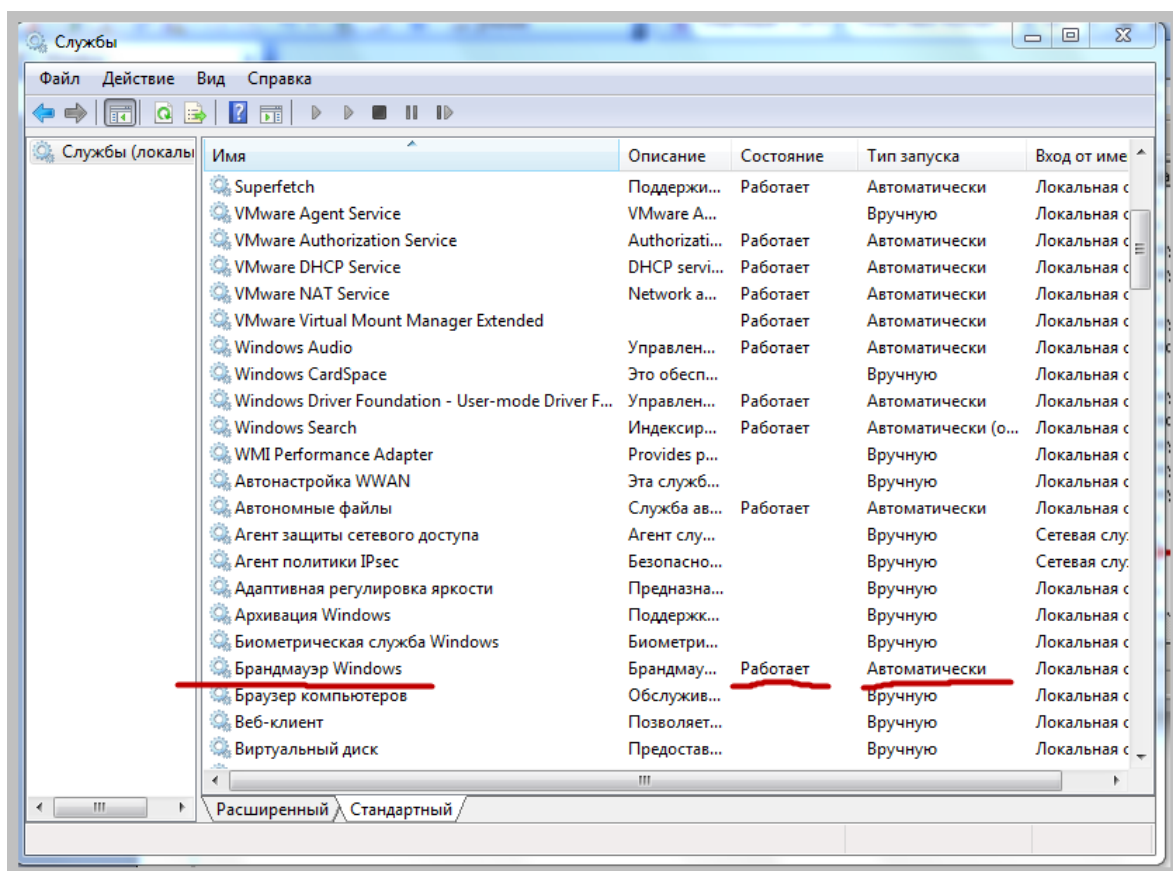 Службы
Файл Действие Вид Справка
Службы (локалы
Имя Описание Состояние Тип запуска Вход от име
Superfetch Поддержи... Работает Автоматически Локальная с
VMware Agent Service VMware A... Вручную Локальная с
VMware Authorization Service Authorizati... Работает Автоматически Локальная с
VMware DHCP Service DHCP servi... Работает Автоматически Локальная с
VMware NAT Service Network a... Работает Автоматически Локальная с
VMware Virtual Mount Manager Extended Работает Автоматически Локальная с
Windows Audio Управлен... Работает Автоматически Локальная с
Windows CardSpace Это обесп... Вручную Локальная с
Windows Driver Foundation - User-mode Driver F... Управлен... Работает Автоматически Локальная с
Windows Search Индексир... Работает Автоматически (о... Локальная с
WMI Performance Adapter Provides p... Вручную Локальная с
Автонастройка WWAN Эта служб... Вручную Локальная с
Автономные файлы Служба ав... Работает Автоматически Локальная с
Агент защиты сетевого доступа Агент слу... Вручную Сетевая слу
Агент политики IPsec Безопасно... Вручную Сетевая слу
Адаптивная регулировка яркости Предназна... Вручную Локальная с
Архивация Windows Поддержк... Вручную Локальная с
Биометрическая служба Windows Биометри... Вручную Локальная с
Брандмауэр Windows Брандмау... Работает Автоматически Локальная с
Браузер компьютеров Обслужив... Вручную Локальная с
Веб-клиент Позволяет... Вручную Локальная с
Виртуальный диск Предостав... Вручную Локальная с
Расширенный Стандартный